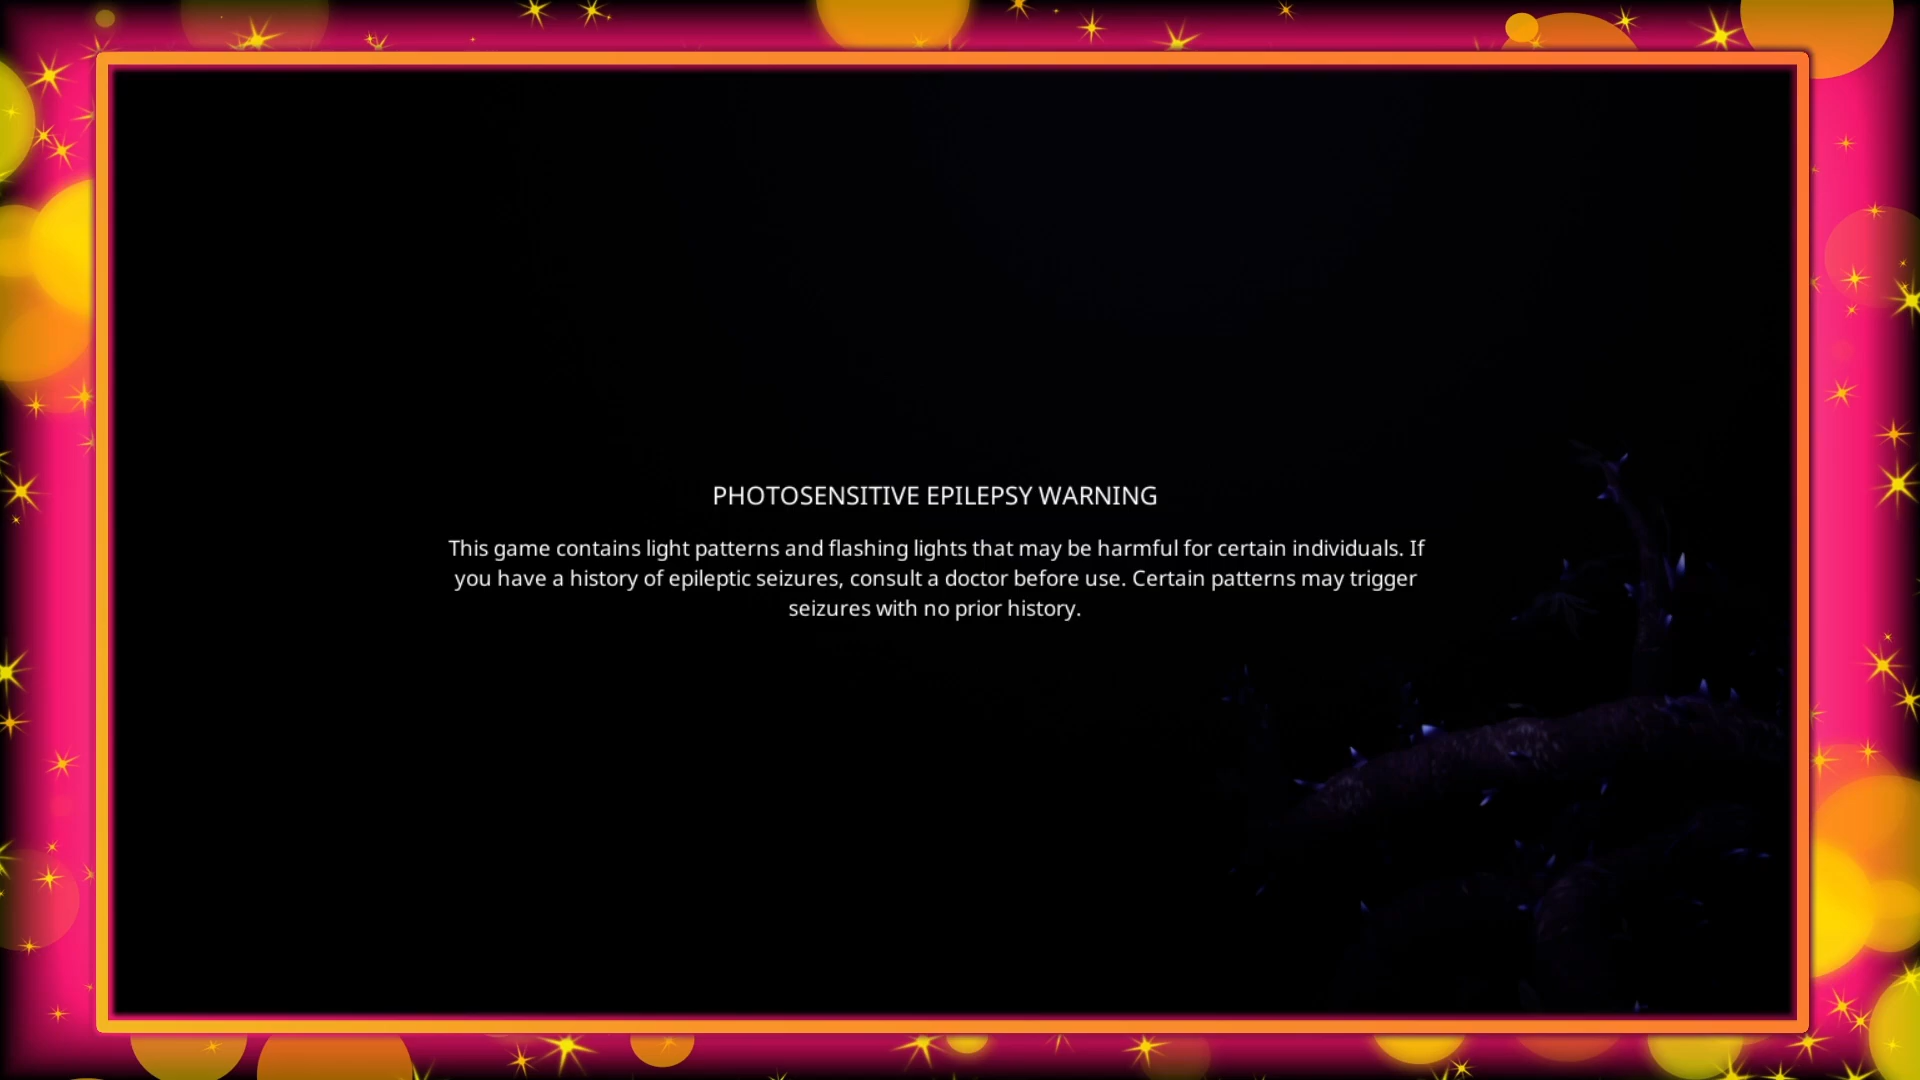 PHOTOSENSITIVE EPILEPSY WARNING
This game contains light patterns and flashing lights that may be harmful for certain individuals. If
you have a history of epileptic seizures, consult a doctor before use. Certain patterns may trigger
seizures with no prior history.